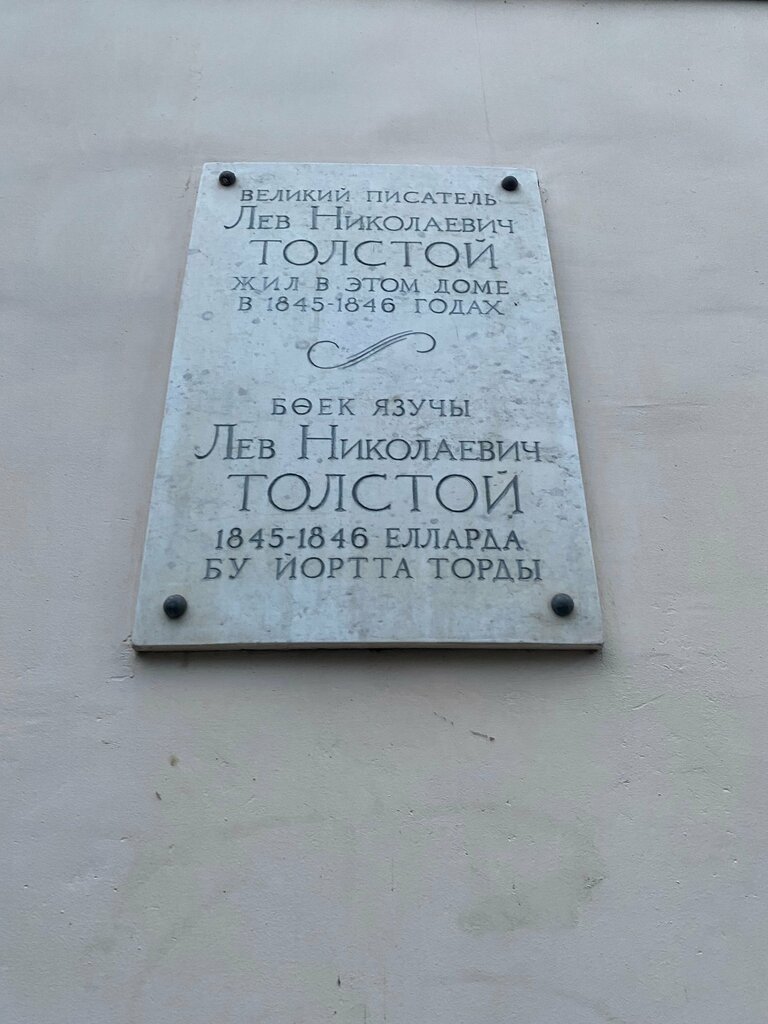 ВЕЛИКИЙ ПИСАТЕЛЬ
ЛЕВ НИКОЛАЕВИЧ
ТОЛСТОЙ
ЖИЛ В ЭТОМ ДОМЕ
В 1845-1846 ГОДАХ
БӨЕК ЯЗУЧЫ
ЛЕВ НИКОЛАЕВИЧ
ТОЛСТОЙ
1845-1846 ЕЛЛАРДА
БУ ЙОРТТА ТОРДЫ